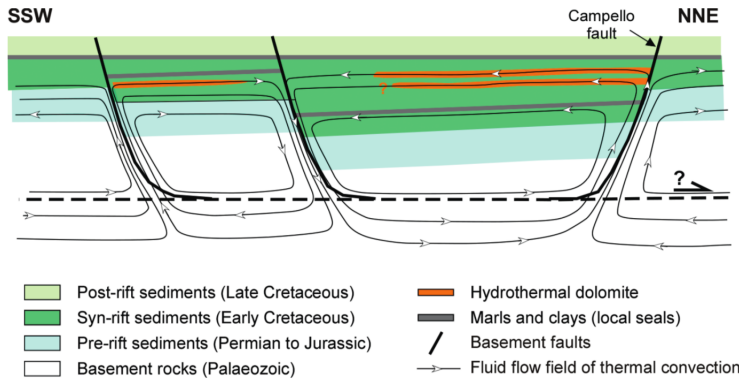 SSW
Campello
fault
NNE
?
?
Post-rift sediments (Late Cretaceous)
Syn-rift sediments (Early Cretaceous)
Pre-rift sediments (Permian to Jurassic)
Basement rocks (Palaeozoic)
Hydrothermal dolomite
Marls and clays (local seals)
Basement faults
Fluid flow field of thermal convection